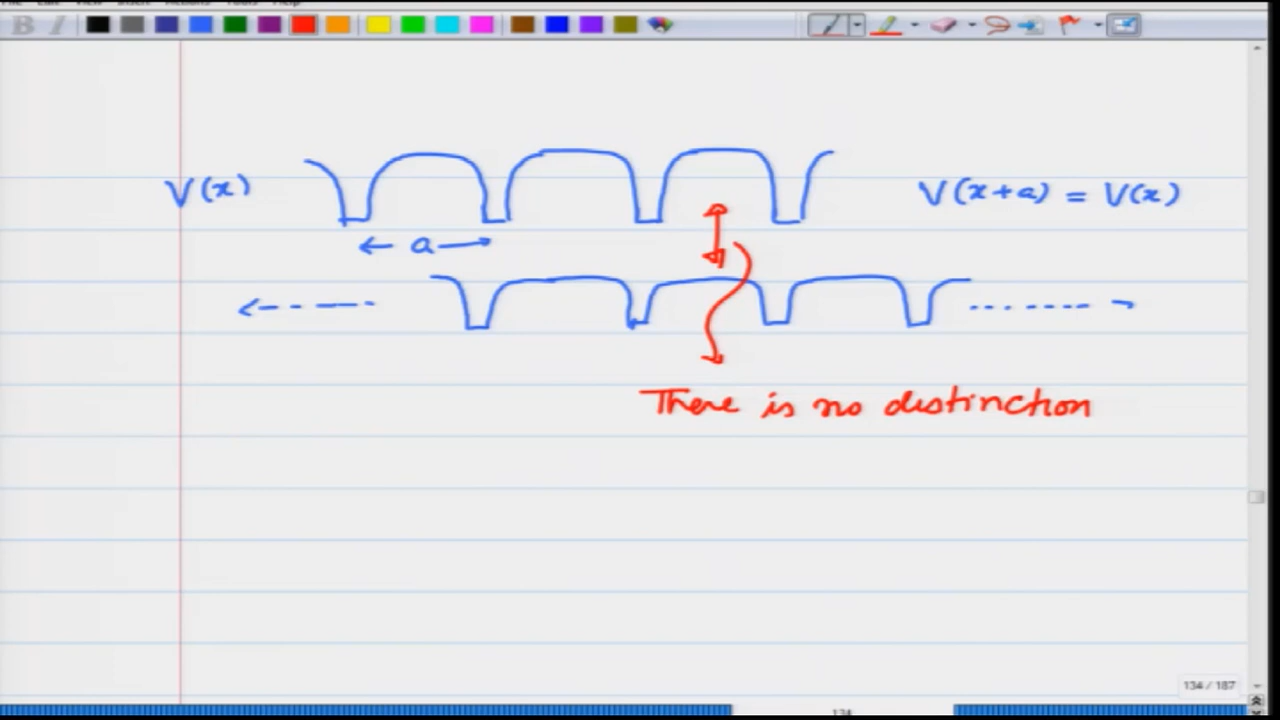 B I
V(x) V(x+a) = V(x)
a
There is no distinction
134 / 187